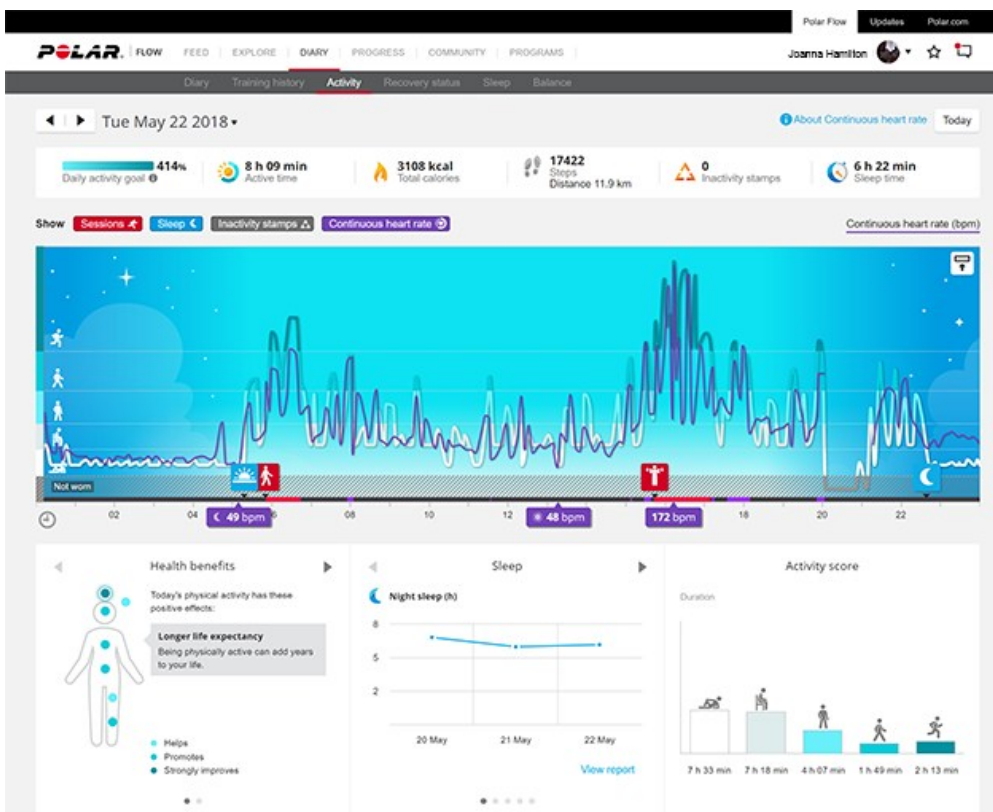 Polar Flow Updates Polar.com
POLAR. FLOW FEED EXPLORE DIARY PROGRESS COMMUNITY PROGRAMS Joanna Hamilton
Diary Training history Activity Recovery status Sleep Balance
Tue May 22 2018 About Continuous heart rate Today
414% 8 h 09 min 3108 kcal 17422 0 6 h 22 min
Daily activity goal Active time Total calories Steps Inactivity stamps Sleep time
Distance 11.9 km
Show Sessions Sleep Inactivity stamps Continuous heart rate Continuous heart rate (bpm)
Not worn
02 04 6 08 10 12 18 20 22
49 bpm 48 bpm 172 bpm
Health benefits
Today's physical activity has these
positive effects:
Longer life expectancy
Being physically active can add years
to your life.
Helps
Promotes
Strongly improves
Sleep
Night sleep (h)
8
5
2
20 May 21 May 22 May
View report
Activity score
Duration
7 h 33 min 7 h 18 min 4 h 07 min 1 h 49 min 2 h 13 min